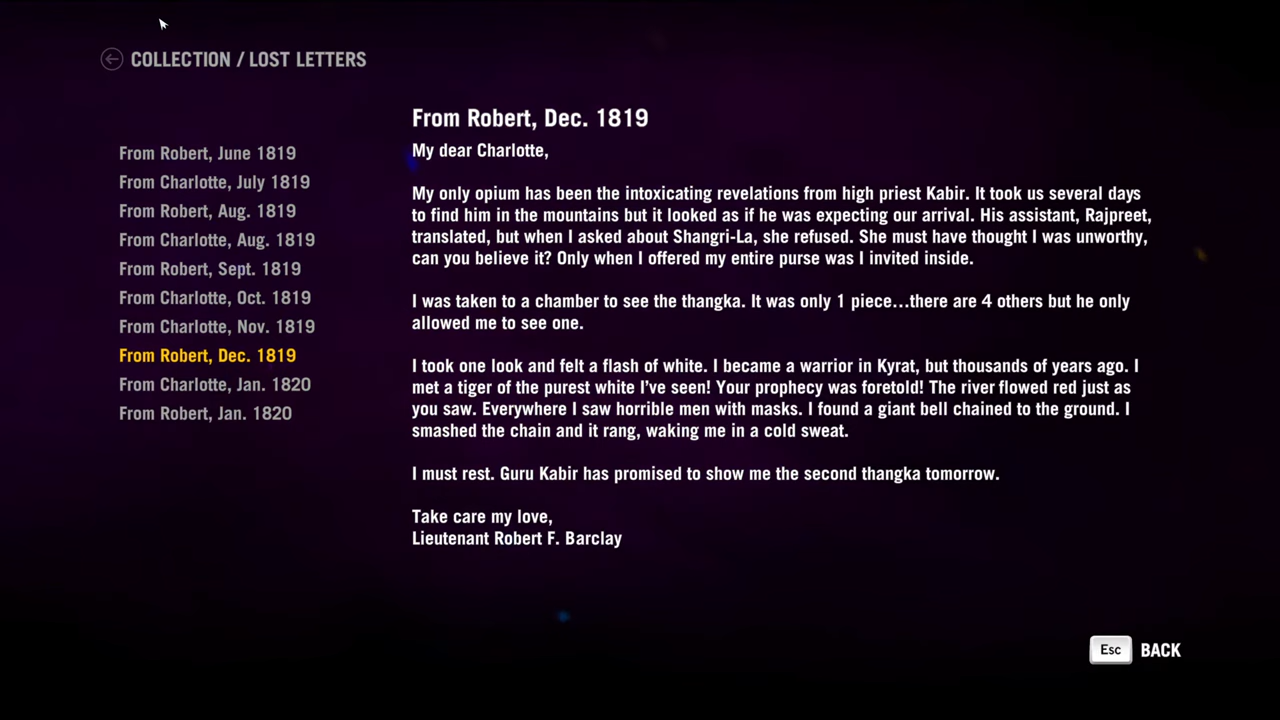 COLLECTION / LOST LETTERS
From Robert, June 1819
From Charlotte, July 1819
From Robert, Aug. 1819
From Charlotte, Aug. 1819
From Robert, Sept. 1819
From Charlotte, Oct. 1819
From Charlotte, Nov. 1819
From Robert, Dec. 1819
From Charlotte, Jan. 1820
From Robert, Jan. 1820
From Robert, Dec. 1819
My dear Charlotte,
My only opium has been the intoxicating revelations from high priest Kabir. It took us several days
to find him in the mountains but it looked as if he was expecting our arrival. His assistant, Rajpreet,
translated, but when I asked about Shangri-La, she refused. She must have thought I was unworthy,
can you believe it? Only when I offered my entire purse was I invited inside.
I was taken to a chamber to see the thangka. It was only 1 piece...there are 4 others but he only
allowed me to see one.
I took one look and felt a flash of white. I became a warrior in Kyrat, but thousands of years ago. I
met a tiger of the purest white I've seen! Your prophecy was foretold! The river flowed red just as
you saw. Everywhere I saw horrible men with masks. I found a giant bell chained to the ground. I
smashed the chain and it rang, waking me in a cold sweat.
I must rest. Guru Kabir has promised to show me the second thangka tomorrow.
Take care my love,
Lieutenant Robert F. Barclay
Esc BACK